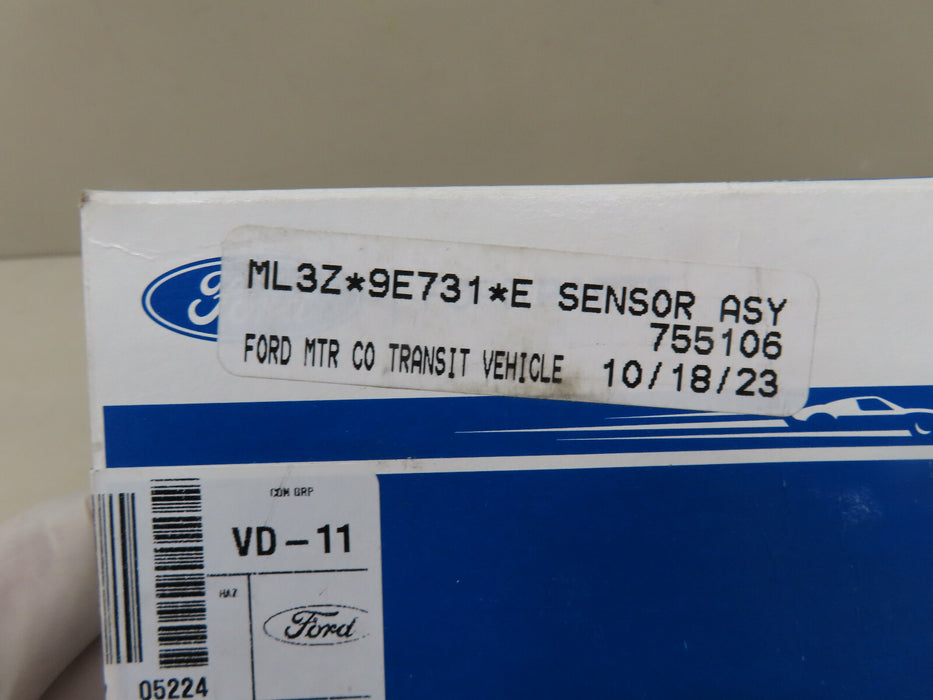 ML3Z*9E731*E SENSOR ASY
755106
FORD MTR CO TRANSIT VEHICLE 10/18/23
COM GRP
VD-11
HAZ
Ford
05224